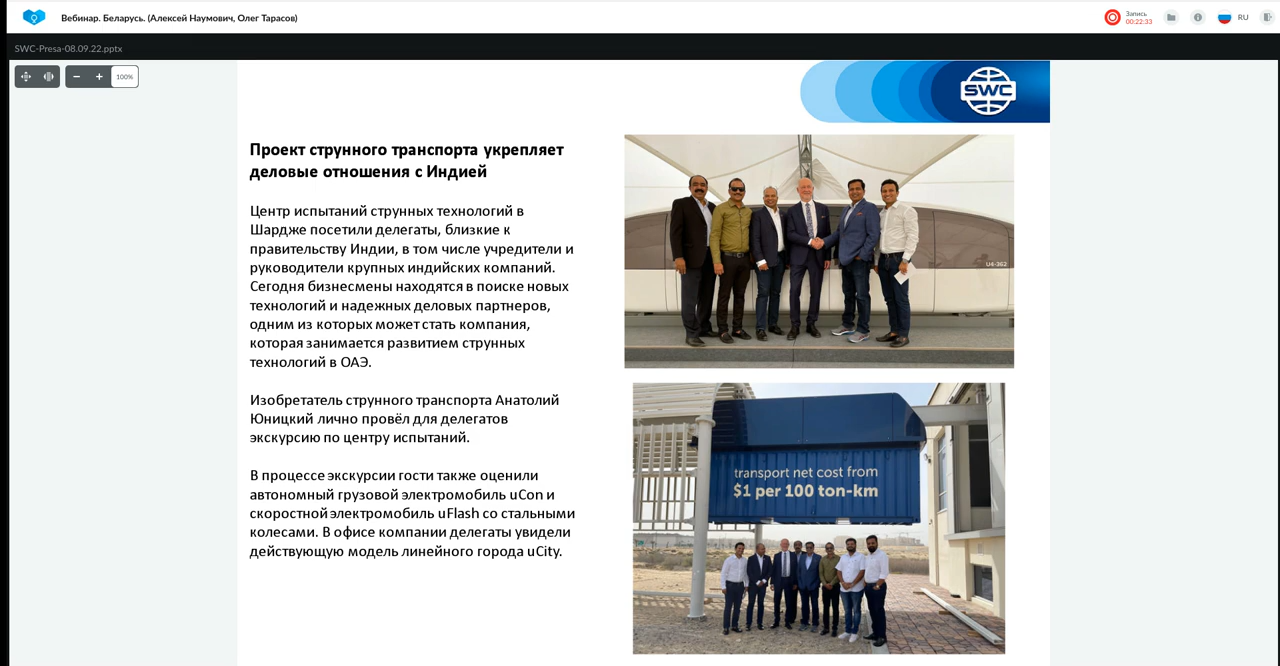 Вебинар. Беларусь. (Алексей Наумович, Олег Тарасов)
Запись
00:22:33
RU
SWC-Presa-08.09.22.pptx
100%
SWC
Проект струнного транспорта укрепляет
деловые отношения с Индией
Центр испытаний струнных технологий в
Шардже посетили делегаты, близкие к
правительству Индии, в том числе учредители и
руководители крупных индийских компаний.
Сегодня бизнесмены находятся в поиске новых
технологий и надежных деловых партнеров,
одним из которых может стать компания,
которая занимается развитием струнных
технологий в ОАЭ.
Изобретатель струнного транспорта Анатолий
Юницкий лично провёл для делегатов
экскурсию по центру испытаний.
В процессе экскурсии гости также оценили
автономный грузовой электромобиль uCon и
скоростной электромобиль uFlash со стальными
колесами. В офисе компании делегаты увидели
действующую модель линейного города uCity.
U4-362
transport net cost from
$1 per 100 ton-km